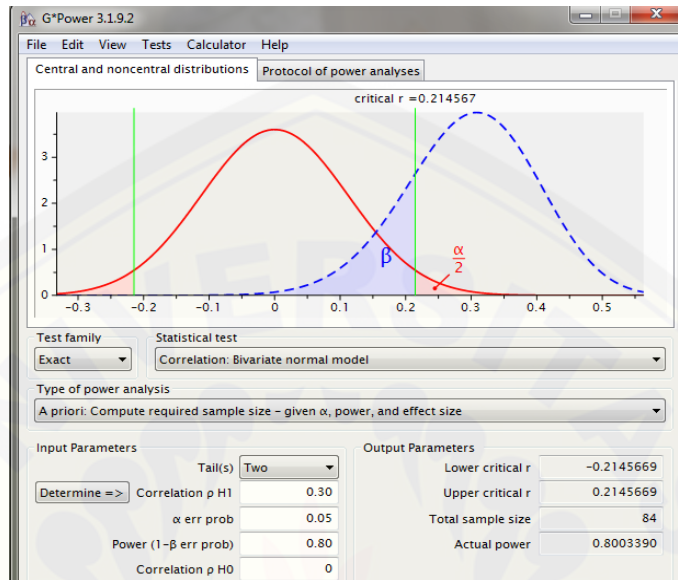 G*Power 3.1.9.2
File Edit View Tests Calculator Help
Central and noncentral distributions Protocol of power analyses
critical r =0.214567
3
2
1
0
β
α
2
-0.3 -0.2 -0.1 0 0.1 0.2 0.3 0.4 0.5
Test family Statistical test
Exact Correlation: Bivariate normal model
Type of power analysis
A priori: Compute required sample size - given α, power, and effect size
Input Parameters Output Parameters
Tail(s) Two Lower critical r -0.2145669
Determine => Correlation ρ H1 0.30 Upper critical r 0.2145669
α err prob 0.05 Total sample size 84
Power (1-β err prob) 0.80 Actual power 0.8003390
Correlation ρ H0 0